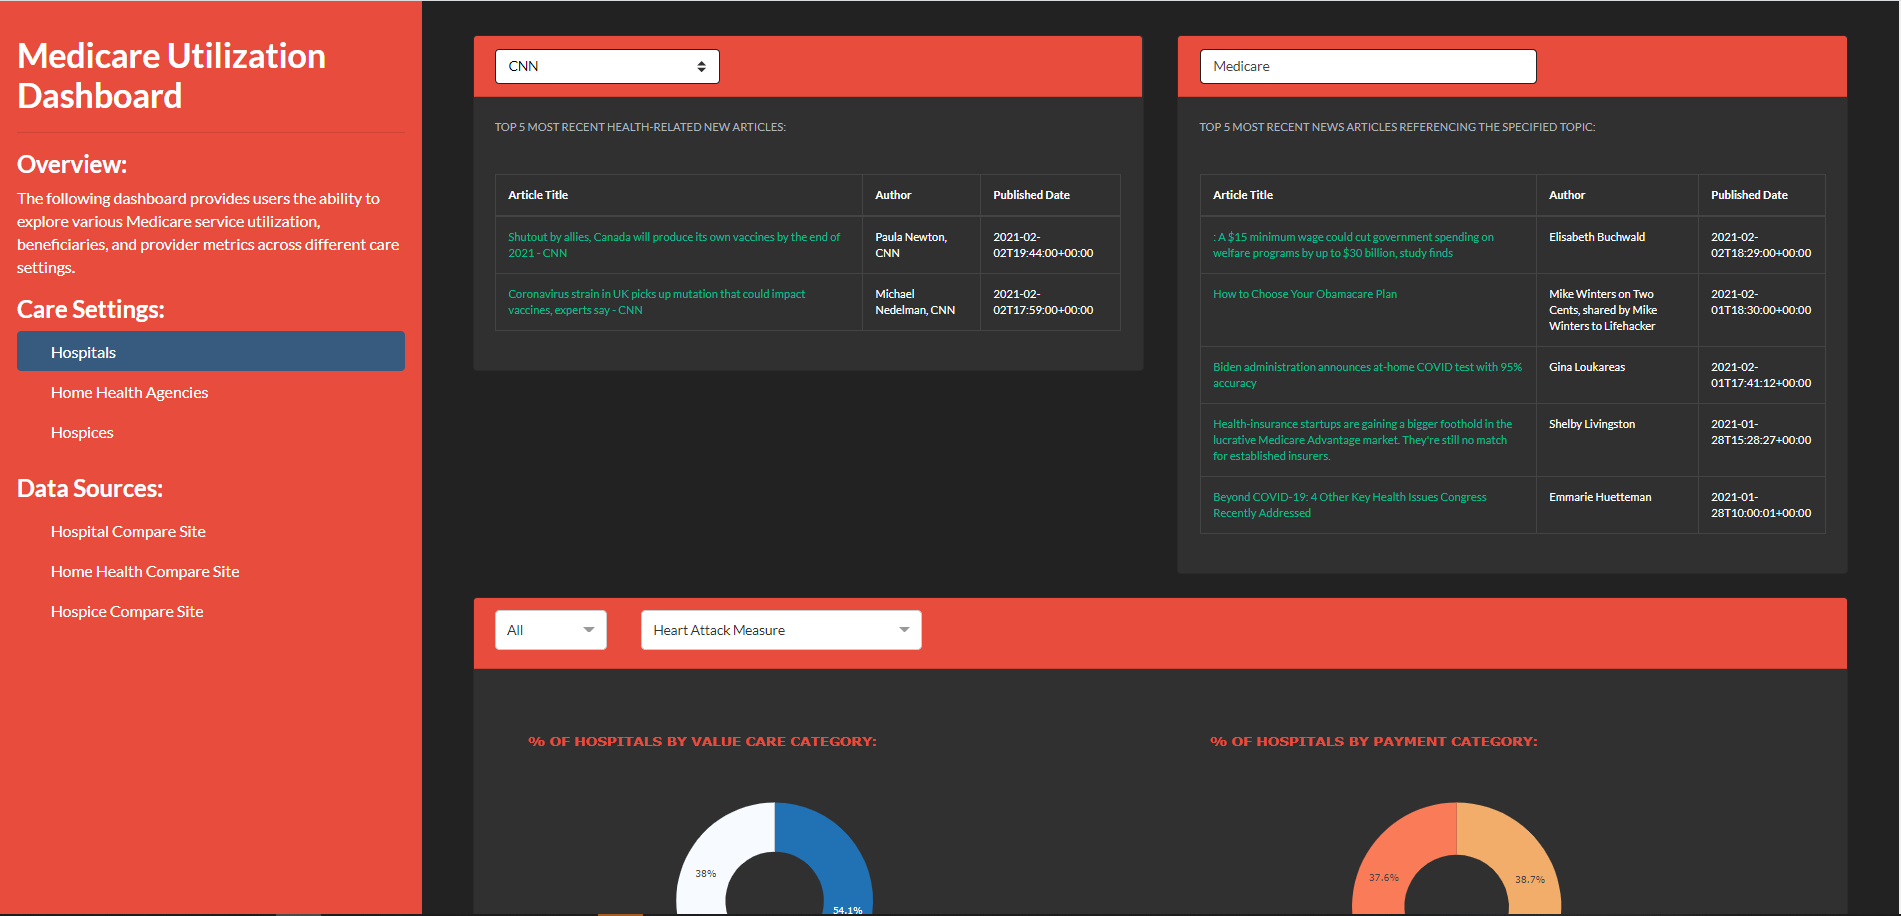 Medicare Utilization
Dashboard
Overview:
The following dashboard provides users the ability to
explore various Medicare service utilization,
beneficiaries, and provider metrics across different care
settings.
Care Settings:
Hospitals
Home Health Agencies
Hospices
Data Sources:
Hospital Compare Site
Home Health Compare Site
Hospice Compare Site
CNN
TOP 5 MOST RECENT HEALTH-RELATED NEW ARTICLES:
Article Title Author Published Date
Shutout by allies, Canada will produce its own vaccines by the end of Paula Newton, 2021-02-
2021 - CNN CNN 02T19:44:00+00:00
Coronavirus strain in UK picks up mutation that could impact Michael 2021-02-
vaccines, experts say - CNN Nedelman, CNN 02T17:59:00+00:00
Medicare
TOP 5 MOST RECENT NEWS ARTICLES REFERENCING THE SPECIFIED TOPIC:
Article Title Author Published Date
: A $15 minimum wage could cut government spending on Elisabeth Buchwald 2021-02-
welfare programs by up to $30 billion, study finds 02T18:29:00+00:00
How to Choose Your Obamacare Plan Mike Winters on Two 2021-02-
Cents, shared by Mike 01T18:30:00+00:00
Winters to Lifehacker
Biden administration announces at-home COVID test with 95% Gina Loukareas 2021-02-
accuracy 01T17:41:12+00:00
Health-insurance startups are gaining a bigger foothold in the Shelby Livingston 2021-01-
lucrative Medicare Advantage market. They're still no match 28T15:28:27+00:00
for established insurers.
Beyond COVID-19: 4 Other Key Health Issues Congress Emmarie Huetteman 2021-01-
Recently Addressed 28T10:00:01+00:00
All Heart Attack Measure
% OF HOSPITALS BY VALUE CARE CATEGORY:
38%
54.1%
% OF HOSPITALS BY PAYMENT CATEGORY:
37.6%
38.7%